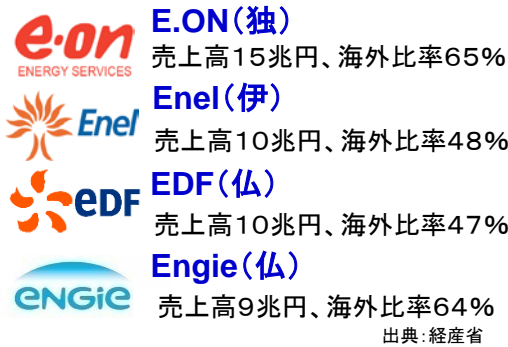 e·on
ENERGY SERVICES
E.ON（独）
売上高１５兆円、海外比率６５％
Enel
Enel（伊）
売上高１０兆円、海外比率４８％
eDF
EDF（仏）
売上高１０兆円、海外比率４７％
ENGIE
Engie（仏）
売上高９兆円、海外比率６４％
出典：経産省